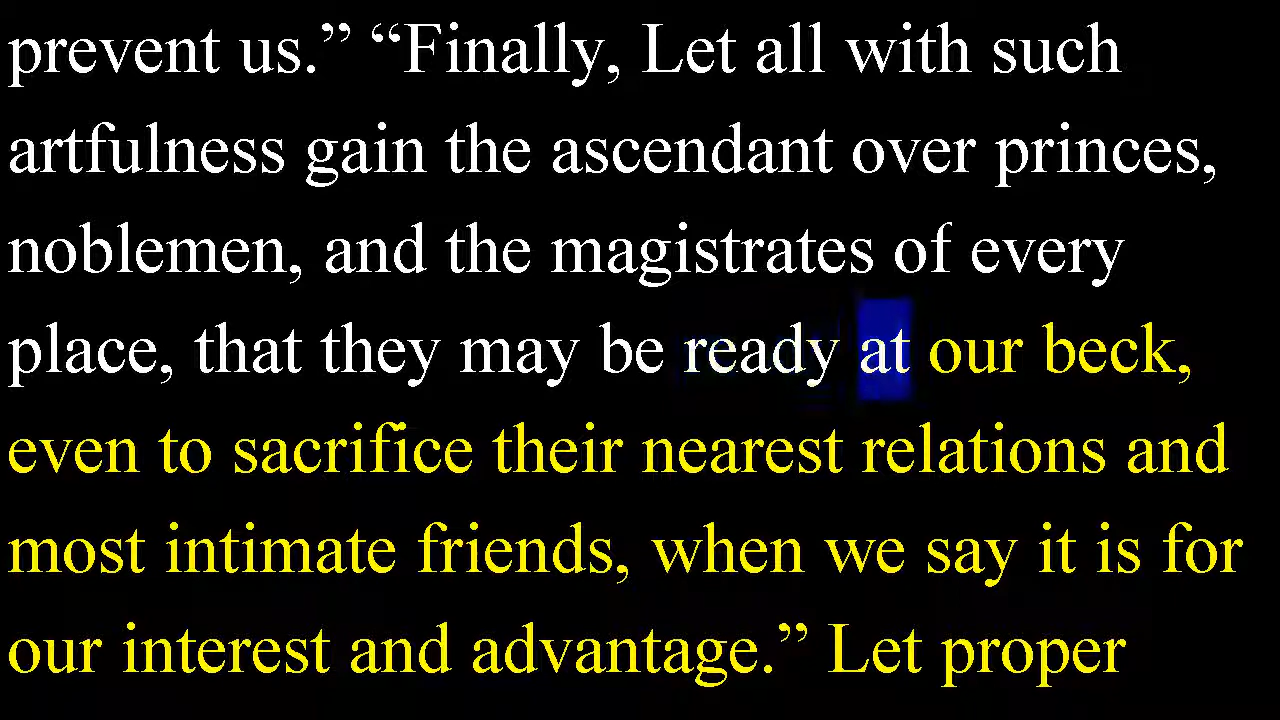 prevent us.” “Finally, Let all with such
artfulness gain the ascendant over princes,
noblemen, and the magistrates of every
place, that they may be ready at our beck,
even to sacrifice their nearest relations and
most intimate friends, when we say it is for
our interest and advantage.” Let proper